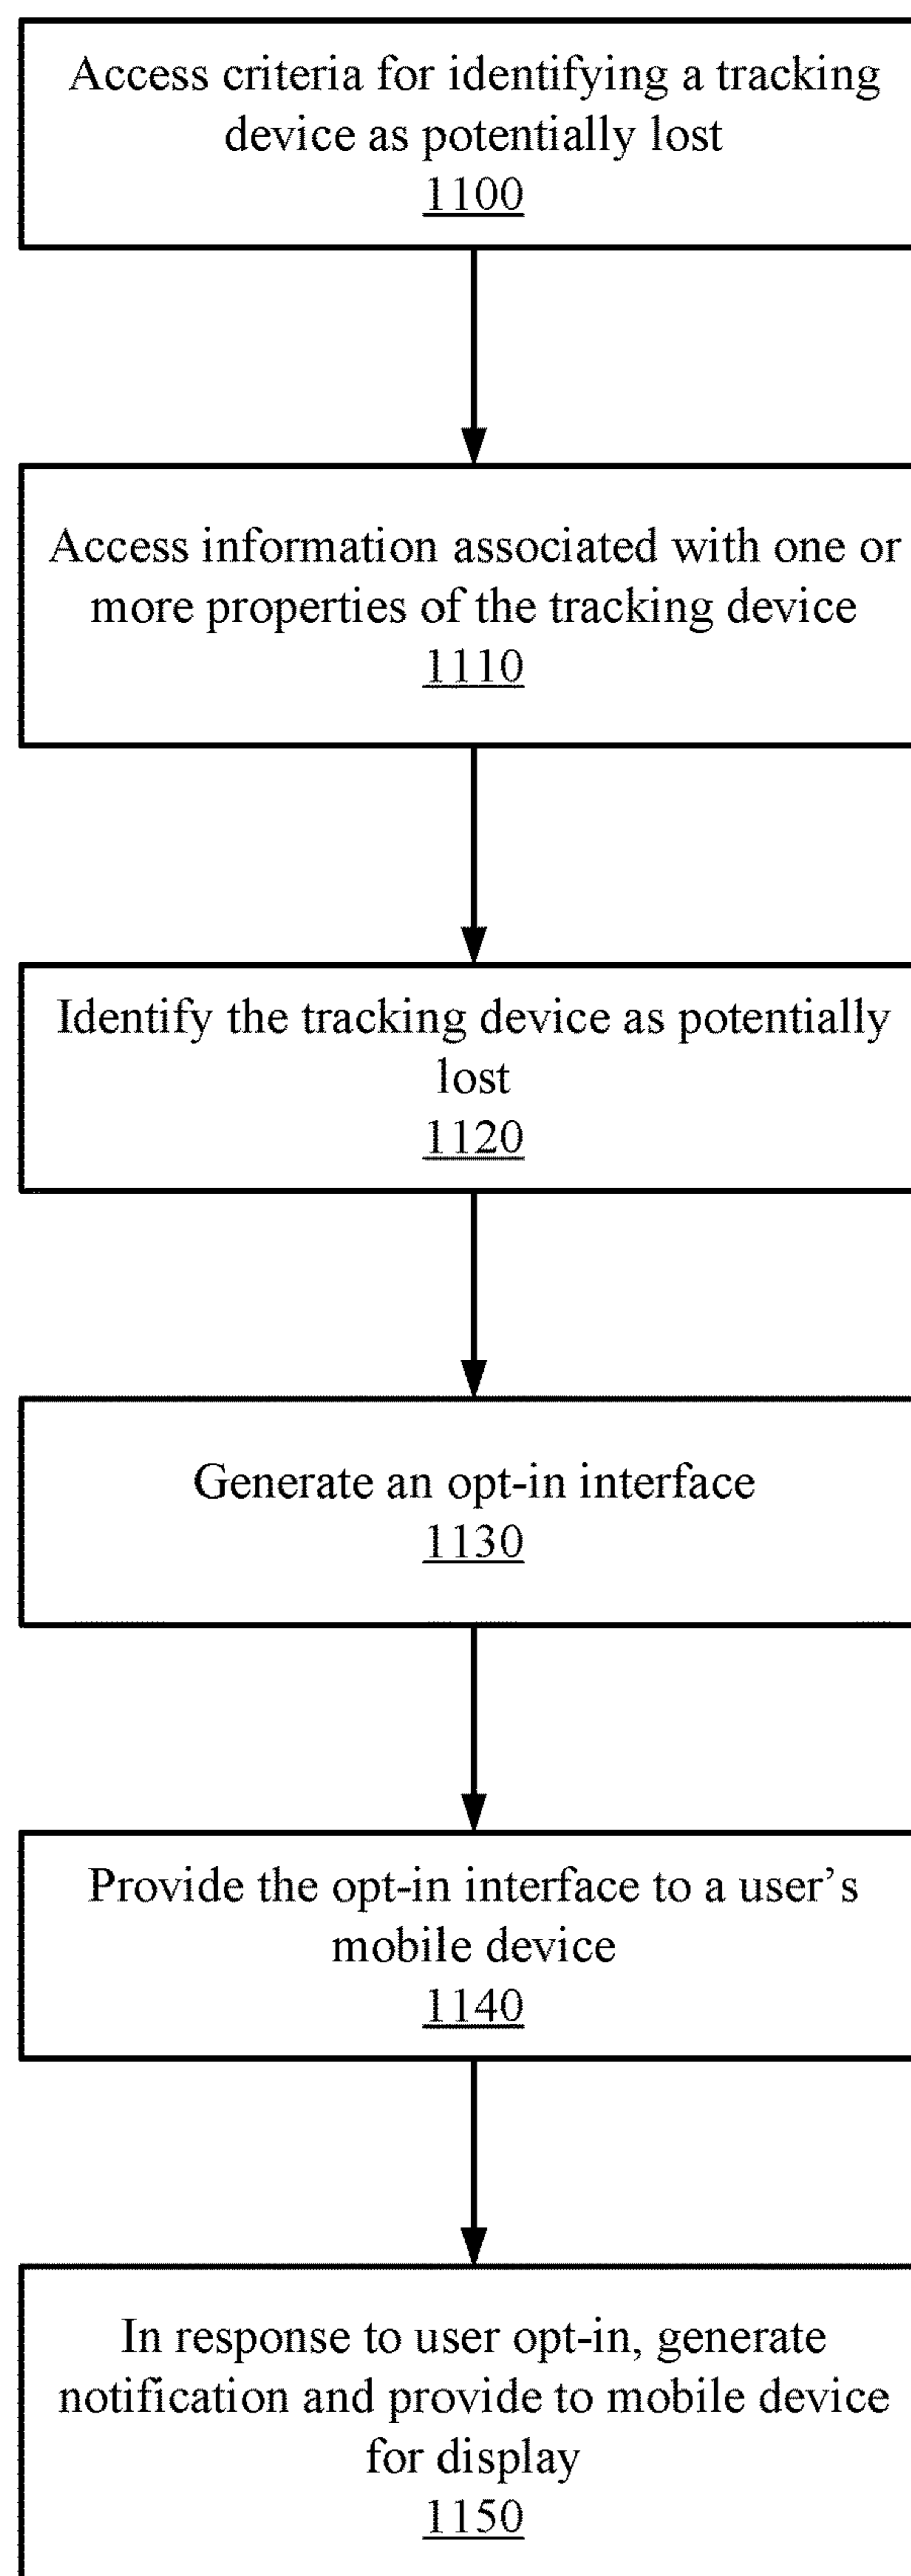 Access criteria for identifying a tracking
device as potentially lost
1100
Access information associated with one or
more properties of the tracking device
1110
Identify the tracking device as potentially
lost
1120
Generate an opt-in interface
1130
Provide the opt-in interface to a user's
mobile device
1140
In response to user opt-in, generate
notification and provide to mobile device
for display
1150